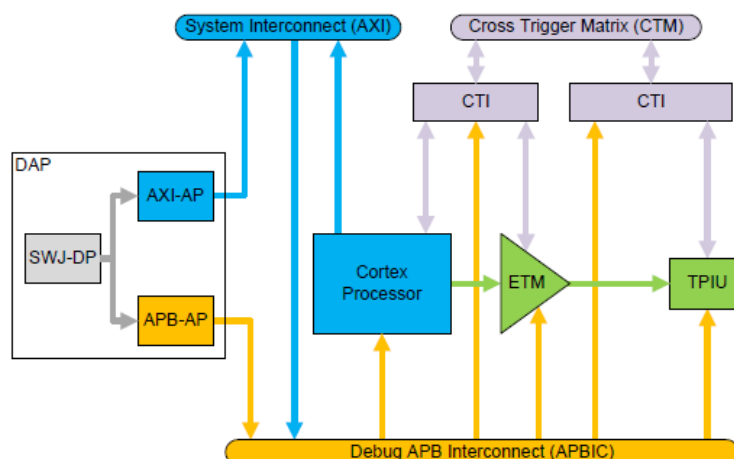 System Interconnect (AXI)
Cross Trigger Matrix (CTM)
CTI
CTI
DAP
AXI-AP
SWJ-DP
APB-AP
Cortex
Processor
ETM
TPIU
Debug APB Interconnect (APBIC)